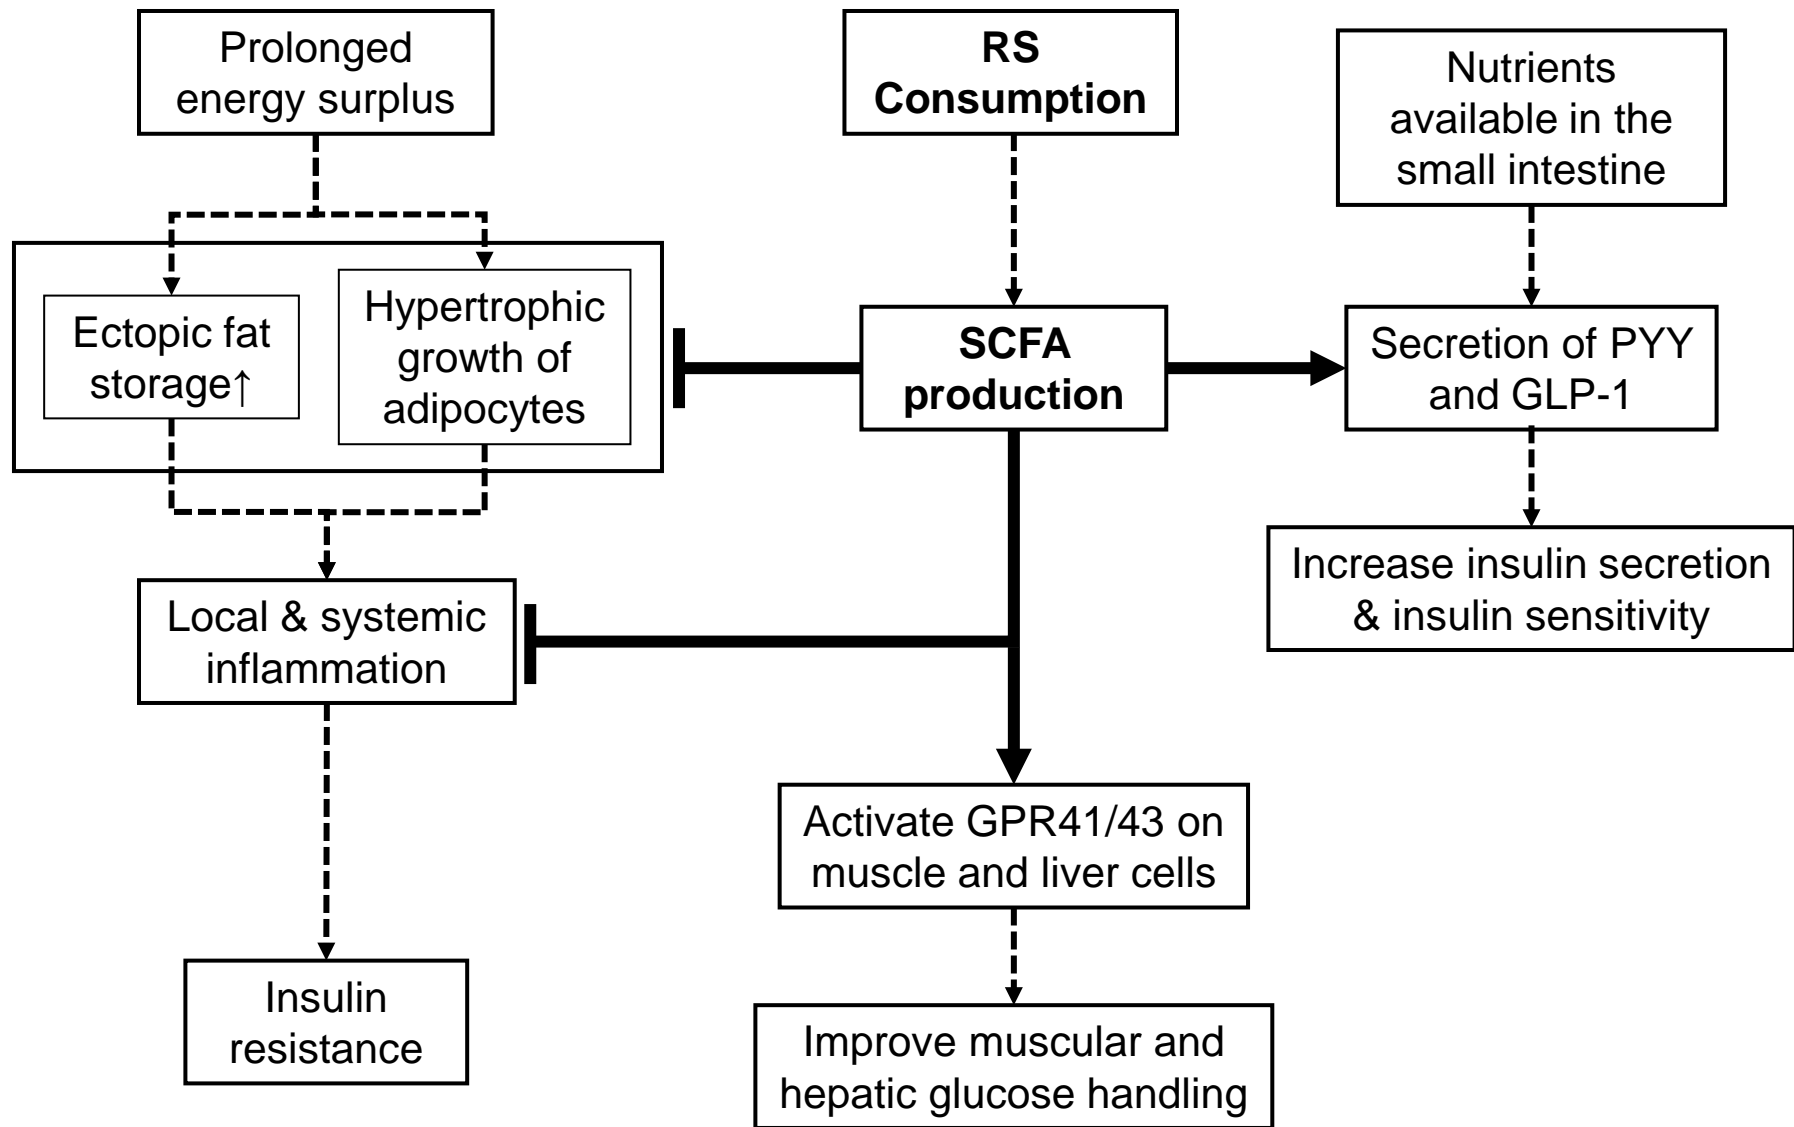 Prolonged
energy surplus
RS
Consumption
Nutrients
available in the
small intestine
Ectopic fat
storage↑
Hypertrophic
growth of
adipocytes
SCFA
production
Secretion of PYY
and GLP-1
Increase insulin secretion
& insulin sensitivity
Local & systemic
inflammation
Activate GPR41/43 on
muscle and liver cells
Insulin
resistance
Improve muscular and
hepatic glucose handling